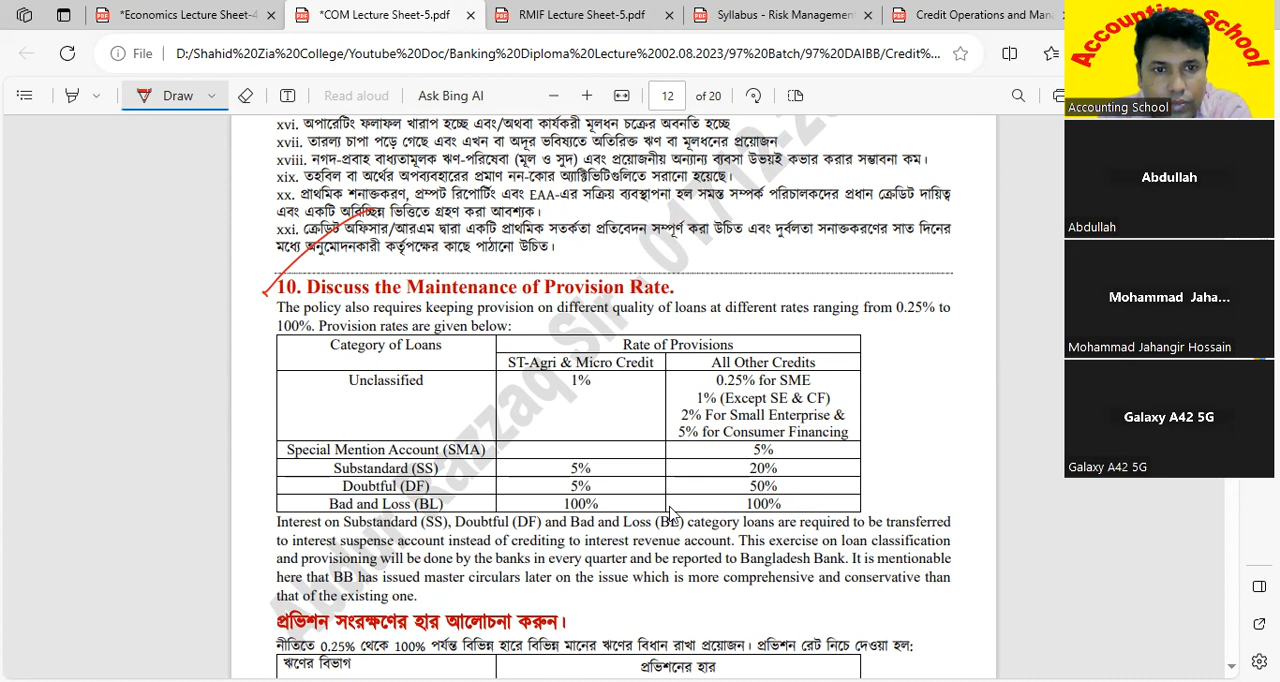 *Economics Lecture Sheet-4
*COM Lecture Sheet-5.pdf
RMIF Lecture Sheet-5.pdf
Syllabus - Risk Management
Credit Operations and Mana
File
D:/Shahid%20Zia%20College/Youtube%20Doc/Banking%20Diploma%20Lecture%2002.08.2023/97%20Batch/97%20DAIBB/Credit%...
Draw
Read aloud
Ask Bing AI
12
of 20
xvi. অপারেটিং ফলাফল খারাপ হচ্ছে এবং/অথবা কার্যকরী মূলধন চক্রের অবনতি হচ্ছে
xvii. তারল্য চাপা পড়ে গেছে এবং এখন বা অদূর ভবিষ্যতে অতিরিক্ত ঋণ বা মূলধনের প্রয়োজন
xviii. নগদ-প্রবাহ বাধ্যতামূলক ঋণ-পরিষেবা (মূল ও সুদ) এবং প্রয়োজনীয় অন্যান্য ব্যবসা উভয়ই কভার করার সম্ভাবনা কম।
xix. তহবিল বা অর্থের অপব্যবহারের প্রমাণ নন-কোর অ্যাক্টিভিটিগুলিতে সরানো হয়েছে।
xx. প্রাথমিক শনাক্তকরণ, প্রম্পট রিপোর্টিং এবং EAA-এর সক্রিয় ব্যবস্থাপনা হল সমস্ত সম্পর্ক পরিচালকদের প্রধান ক্রেডিট দায়িত্ব
এবং একটি অবিচ্ছিন্ন ভিত্তিতে গ্রহণ করা আবশ্যক।
xxi. ক্রেডিট অফিসার/আরএম দ্বারা একটি প্রাথমিক সতর্কতা প্রতিবেদন সম্পূর্ণ করা উচিত এবং দুর্বলতা সনাক্তকরণের সাত দিনের
মধ্যে অনুমোদনকারী কর্তৃপক্ষের কাছে পাঠানো উচিত।
10. Discuss the Maintenance of Provision Rate.
The policy also requires keeping provision on different quality of loans at different rates ranging from 0.25% to
100%. Provision rates are given below:
Category of Loans
Rate of Provisions
ST-Agri & Micro Credit
All Other Credits
Unclassified
1%
0.25% for SME
1% (Except SE & CF)
2% For Small Enterprise &
5% for Consumer Financing
Special Mention Account (SMA)
5%
Substandard (SS)
5%
20%
Doubtful (DF)
5%
50%
Bad and Loss (BL)
100%
100%
Interest on Substandard (SS), Doubtful (DF) and Bad and Loss (BL) category loans are required to be transferred
to interest suspense account instead of crediting to interest revenue account. This exercise on loan classification
and provisioning will be done by the banks in every quarter and be reported to Bangladesh Bank. It is mentionable
here that BB has issued master circulars later on the issue which is more comprehensive and conservative than
that of the existing one.
প্রভিশন সংরক্ষণের হার আলোচনা করুন।
নীতিতে 0.25% থেকে 100% পর্যন্ত বিভিন্ন হারে বিভিন্ন মানের ঋণের বিধান রাখা প্রয়োজন। প্রভিশন রেট নিচে দেওয়া হল:
ঋণের বিভাগ
প্রভিশনের হার
Abdur Razzaq Sir - 01712-2
Accounting School
Accounting School
Abdullah
Abdullah
Mohammad Jaha...
Mohammad Jahangir Hossain
Galaxy A42 5G
Galaxy A42 5G